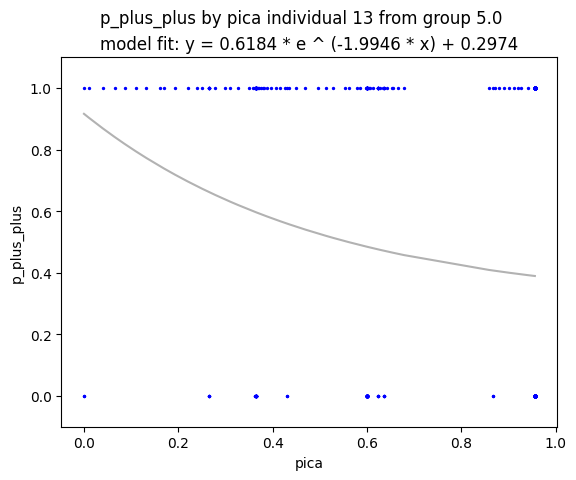 p_plus_plus by pica individual 13 from group 5.0
model fit: y = 0.6184 * e ^ (-1.9946 * x) + 0.2974
1.0
0.8
0.6
0.4
0.2
0.0
p_plus_plus
0.0 0.2 0.4 0.6 0.8 1.0
pica